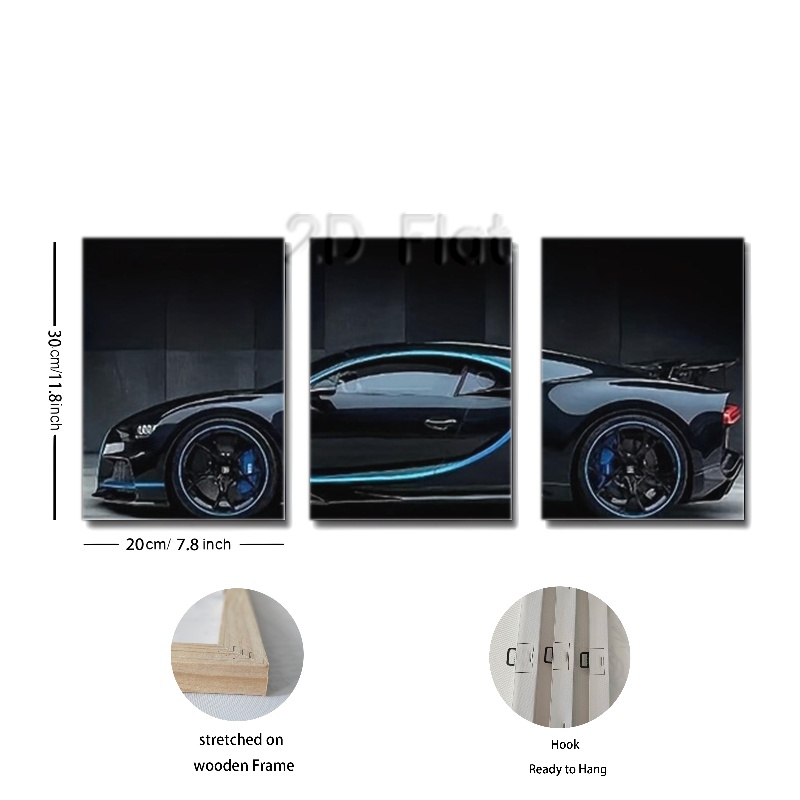 2D Flat
30cm/11.8inch
20cm/ 7.8 inch
stretched on
wooden Frame
Hook
Ready to Hang